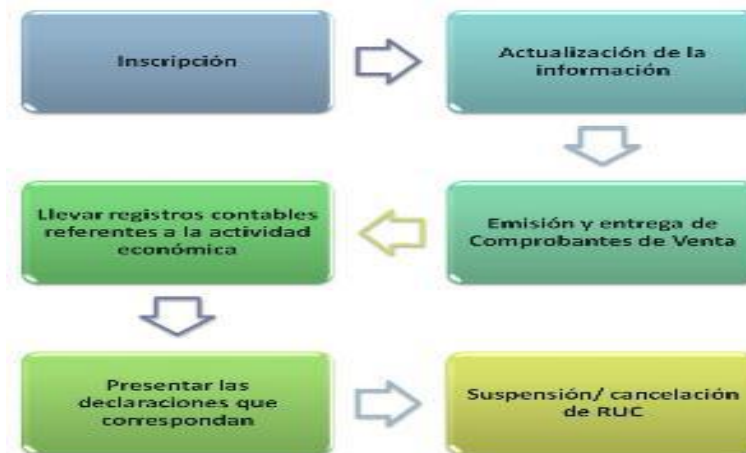 Inscripción
Actualización de la
información
Emisión y entrega de
Comprobantes de Venta
Llevar registros contables
referentes a la actividad
económica
Presentar las
declaraciones que
correspondan
Suspensión/ cancelación
de RUC